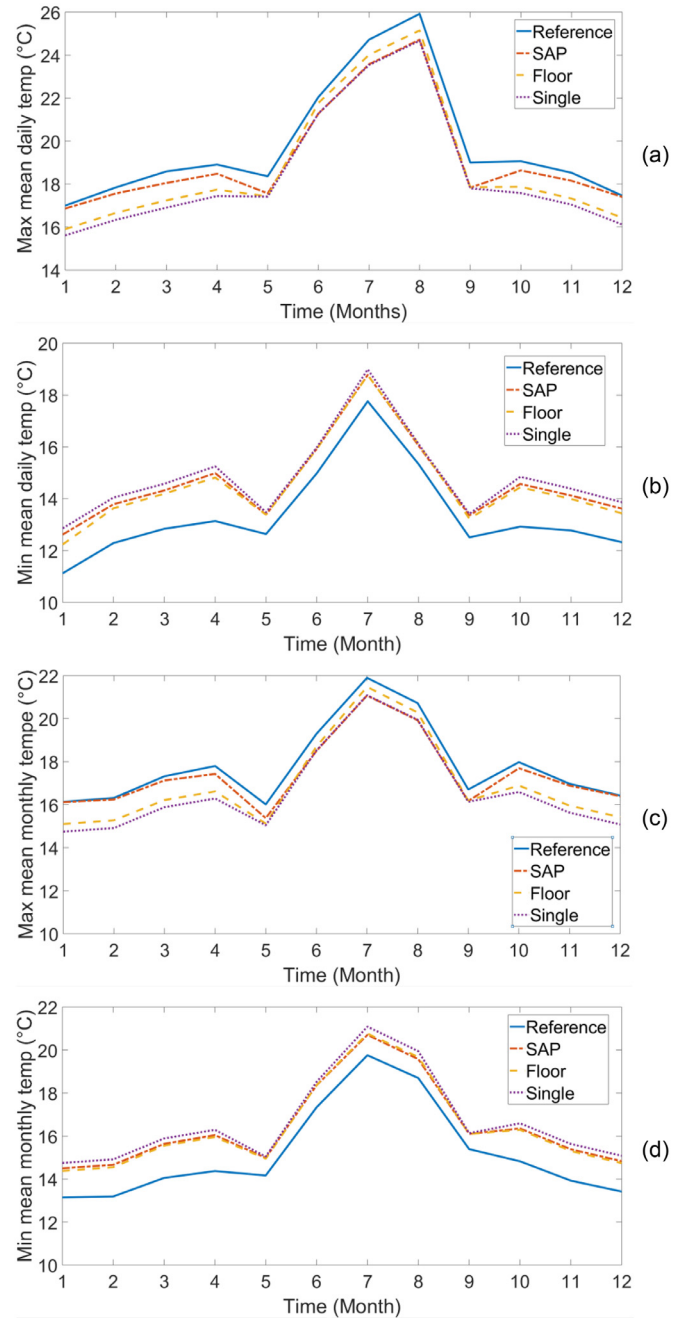 26
24
22
20
18
16
14
Max mean daily temp (°C)
Reference
SAP
Floor
Single
(a)
1 2 3 4 5 6 7 8 9 10 11 12
Time (Months)
20
18
16
14
12
10
Min mean daily temp (°C)
Reference
SAP
Floor
Single
(b)
1 2 3 4 5 6 7 8 9 10 11 12
Time (Month)
22
20
18
16
14
12
10
Max mean monthly tempe (°C)
Reference
SAP
Floor
Single
(c)
1 2 3 4 5 6 7 8 9 10 11 12
Time (Month)
22
20
18
16
14
12
10
Min mean monthly temp (°C)
Reference
SAP
Floor
Single
(d)
1 2 3 4 5 6 7 8 9 10 11 12
Time (Month)